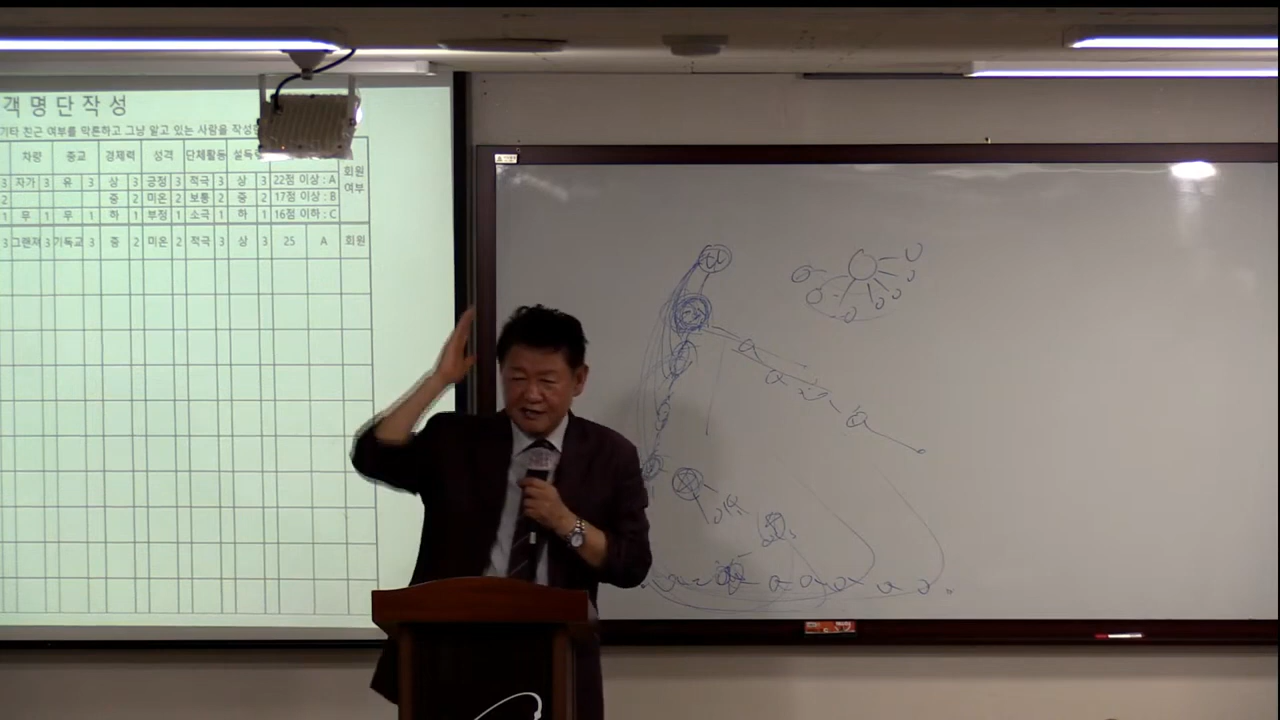 객 명 단 작 성
기타 친근 여부를 막론하고 그냥 알고 있는 사람을 작성
차량 종교 경제력 성격 단체활동 설득
3 자가 3 유 3 상 3 긍정 3 적극 3 상 3 22점 이상 : A 회원
2 중 2 미온 2 보통 2 중 2 17점 이상 : B 여부
1 무 1 무 1 하 1 부정 1 소극 1 하 1 16점 이하 : C
3 그랜져 3 기독교 3 중 2 미온 2 적극 3 상 3 25 A 회원